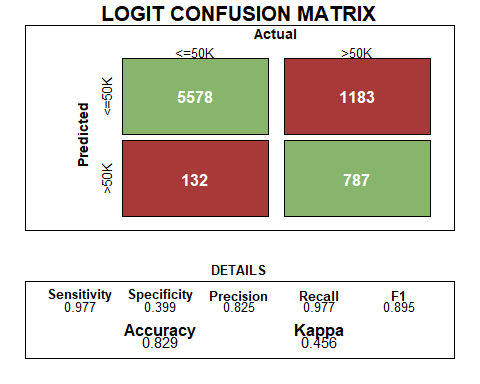 LOGIT CONFUSION MATRIX
Actual
<=50K >50K
Predicted
<=50K
5578 1183
>50K
132 787
DETAILS
Sensitivity Specificity Precision Recall F1
0.977 0.399 0.825 0.977 0.895
Accuracy Kappa
0.829 0.456